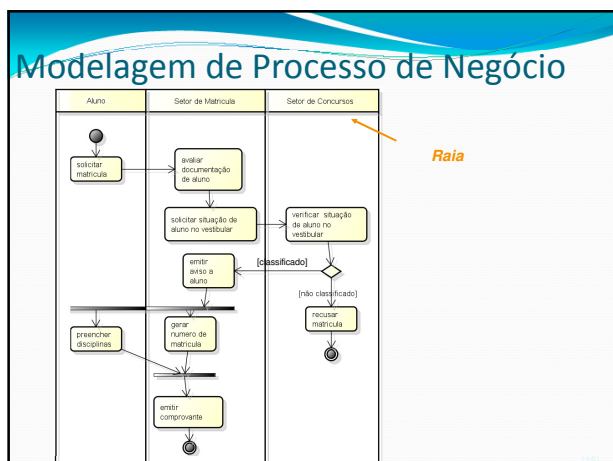 Modelagem de Processo de Negócio
Aluno
Setor de Matricula
Setor de Concursos
Raia
solicitar
matricula
avaliar
documentação
de aluno
solicitar situação de
aluno no vestibular
verificar situação
de aluno no
vestibular
emitir
aviso a
aluno
[classificado]
[não classificado]
recusar
matricula
preencher
disciplinas
gerar
numero de
matricula
emitir
comprovante